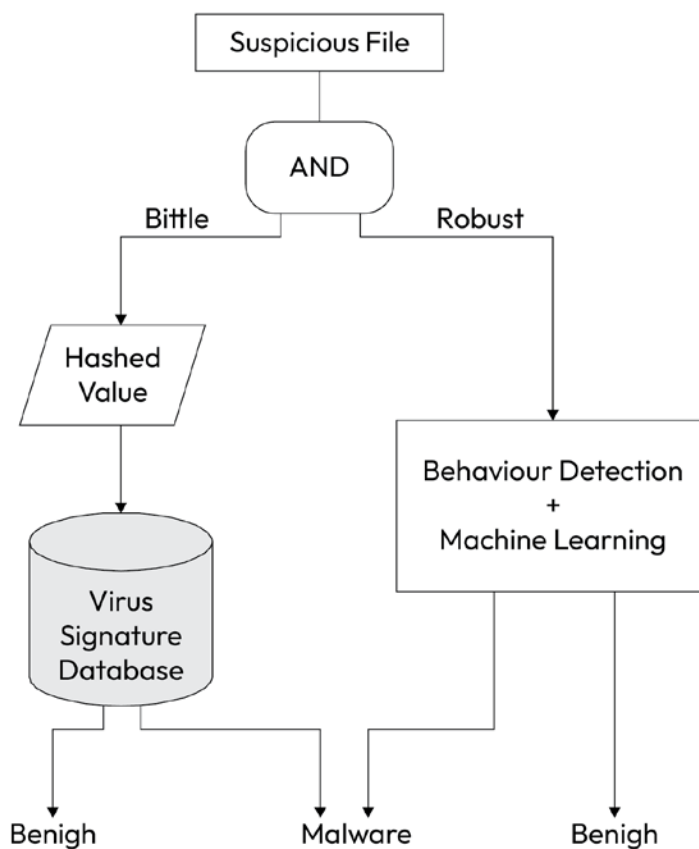 Suspicious File
AND
Bittle
Robust
Hashed
Value
Behaviour Detection
+
Machine Learning
Virus
Signature
Database
Benigh
Malware
Benigh